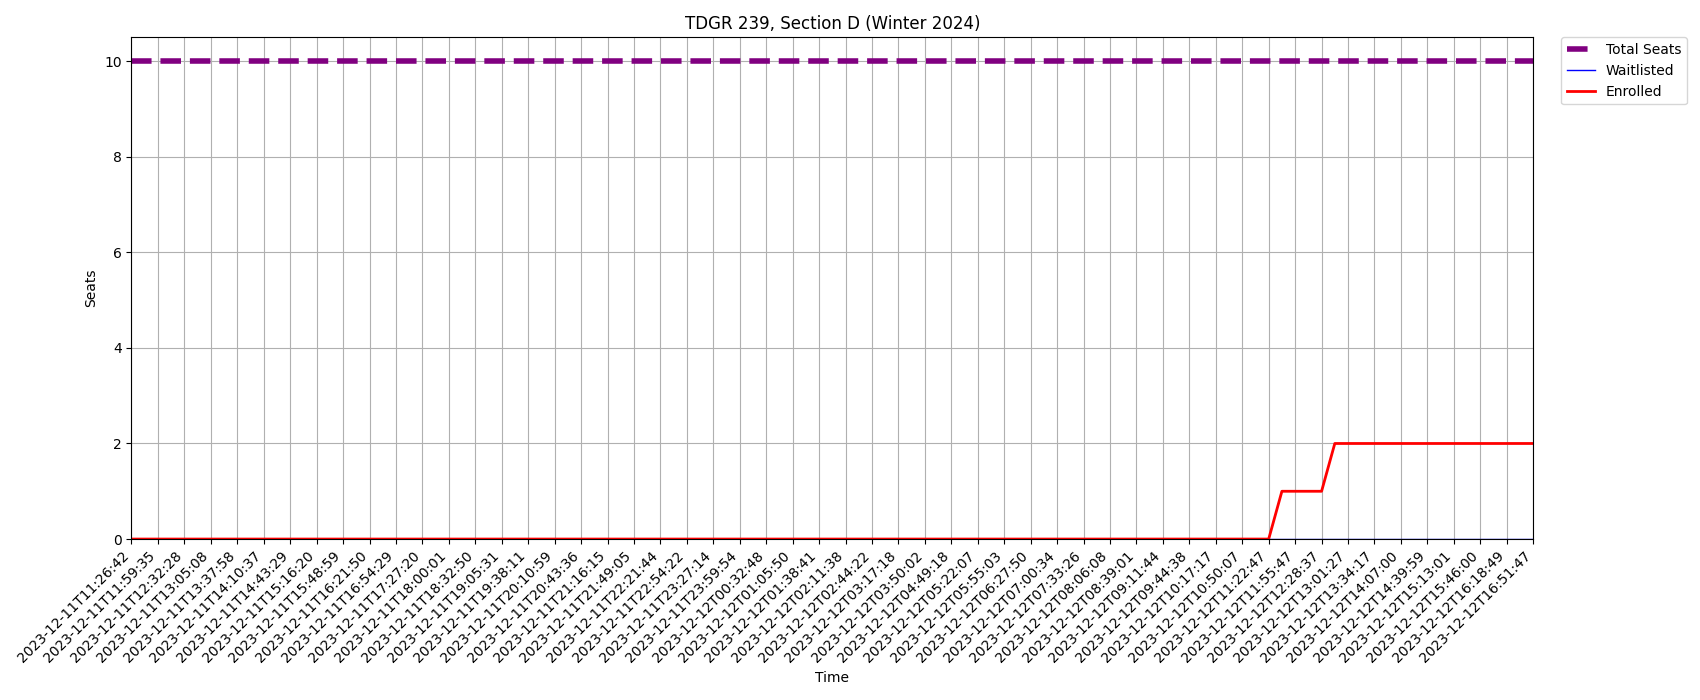 TDGR 239, Section D (Winter 2024)
Total Seats
Waitlisted
Enrolled
10
8
6
4
2
0
Seats
2023-12-11T11:26:42
2023-12-11T11:59:35
2023-12-11T12:32:28
2023-12-11T13:05:08
2023-12-11T13:37:58
2023-12-11T14:10:37
2023-12-11T14:43:29
2023-12-11T15:16:20
2023-12-11T15:48:59
2023-12-11T16:21:50
2023-12-11T16:54:29
2023-12-11T17:27:20
2023-12-11T18:00:01
2023-12-11T18:32:50
2023-12-11T19:05:31
2023-12-11T19:38:11
2023-12-11T20:10:59
2023-12-11T20:43:36
2023-12-11T21:16:15
2023-12-11T21:49:05
2023-12-11T22:21:44
2023-12-11T22:54:22
2023-12-11T23:27:14
2023-12-11T23:59:54
2023-12-12T00:32:48
2023-12-12T01:05:50
2023-12-12T01:38:41
2023-12-12T02:11:38
2023-12-12T02:44:22
2023-12-12T03:17:18
2023-12-12T03:50:02
2023-12-12T04:49:18
2023-12-12T05:22:07
2023-12-12T05:55:03
2023-12-12T06:27:50
2023-12-12T07:00:34
2023-12-12T07:33:26
2023-12-12T08:06:08
2023-12-12T08:39:01
2023-12-12T09:11:44
2023-12-12T09:44:38
2023-12-12T10:17:17
2023-12-12T10:50:07
2023-12-12T11:22:47
2023-12-12T11:55:47
2023-12-12T12:28:37
2023-12-12T13:01:27
2023-12-12T13:34:17
2023-12-12T14:07:00
2023-12-12T14:39:59
2023-12-12T15:13:01
2023-12-12T15:46:00
2023-12-12T16:18:49
2023-12-12T16:51:47
Time